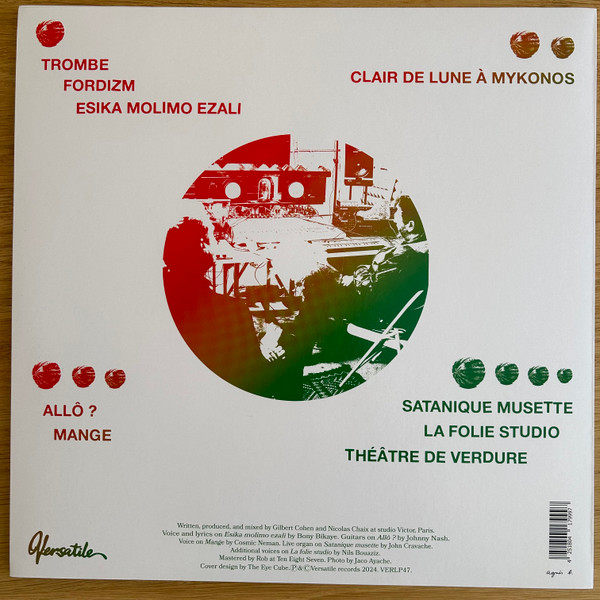 TROMBE
FORDIZM
ESIKA MOLIMO EZALI
CLAIR DE LUNE À MYKONOS
ALLÔ ?
MANGE
SATANIQUE MUSETTE
LA FOLIE STUDIO
THÉÂTRE DE VERDURE
Versatile
Written, produced, and mixed by Gilbert Cohen and Nicolas Chaix at studio Victor, Paris.
Voice and lyrics on Esika molimo ezali by Bony Bikaye. Guitars on Allô ? by Johnny Nash.
Voice on Mange by Cosmic Neman. Live organ on Satanique musette by John Cravache.
Additional voices on La folie studio by Nils Bouaziz.
Mastered by Rob at Ten Eight Seven. Photo by Jaco Ayache.
Cover design by The Eye Cube. Ⓟ & Ⓒ Versatile records 2024. VERLP47.
agnès b.